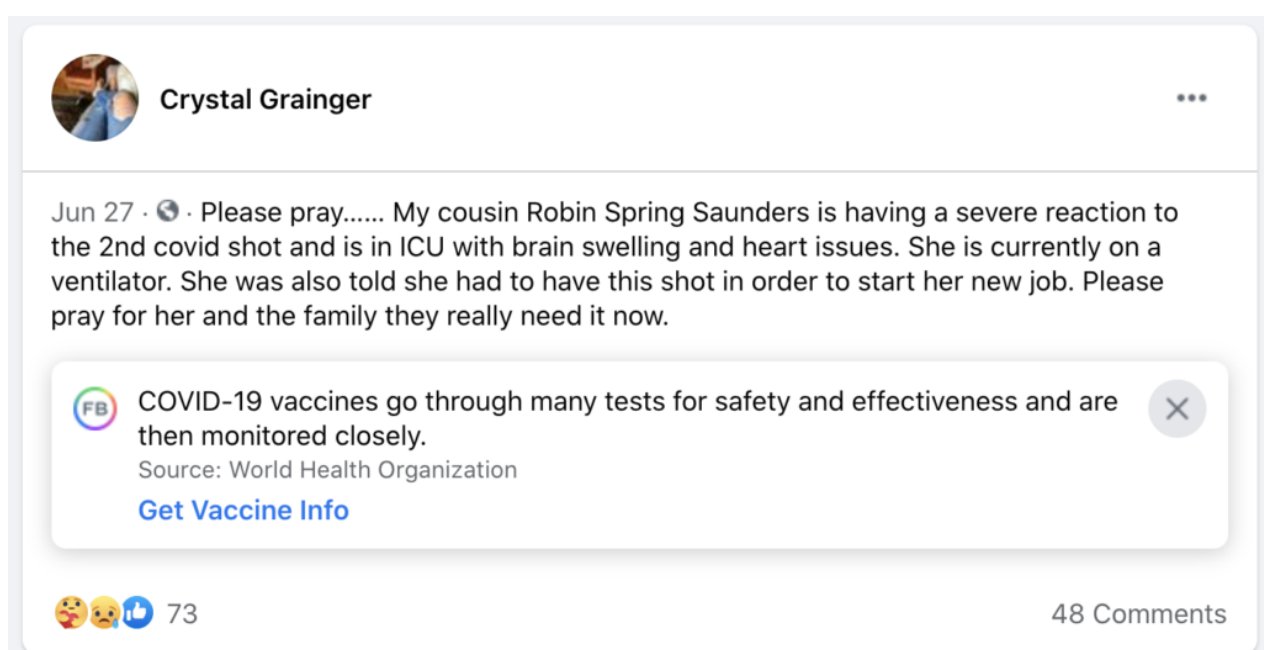 Crystal Grainger
Jun 27 · Please pray...... My cousin Robin Spring Saunders is having a severe reaction to
the 2nd covid shot and is in ICU with brain swelling and heart issues. She is currently on a
ventilator. She was also told she had to have this shot in order to start her new job. Please
pray for her and the family they really need it now.
FB
COVID-19 vaccines go through many tests for safety and effectiveness and are
then monitored closely.
Source: World Health Organization
Get Vaccine Info
73
48 Comments